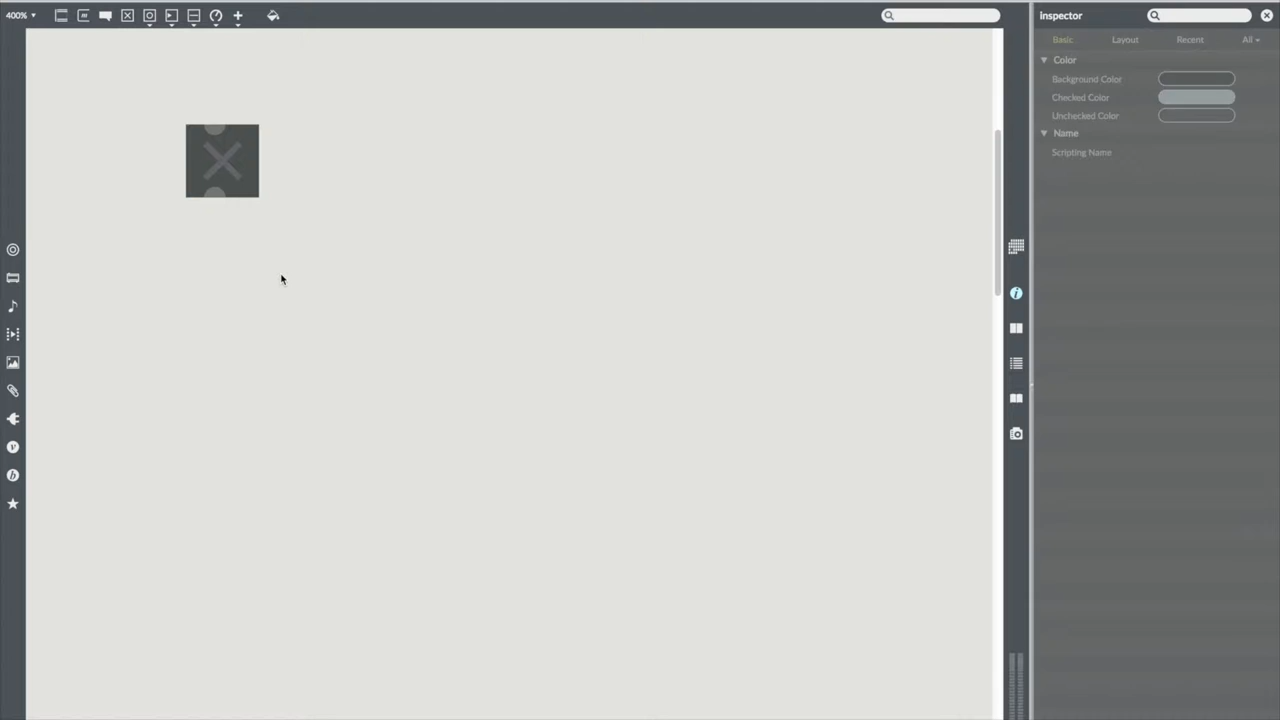 400%
inspector
Basic Layout Recent All
Color
Background Color
Checked Color
Unchecked Color
Name
Scripting Name